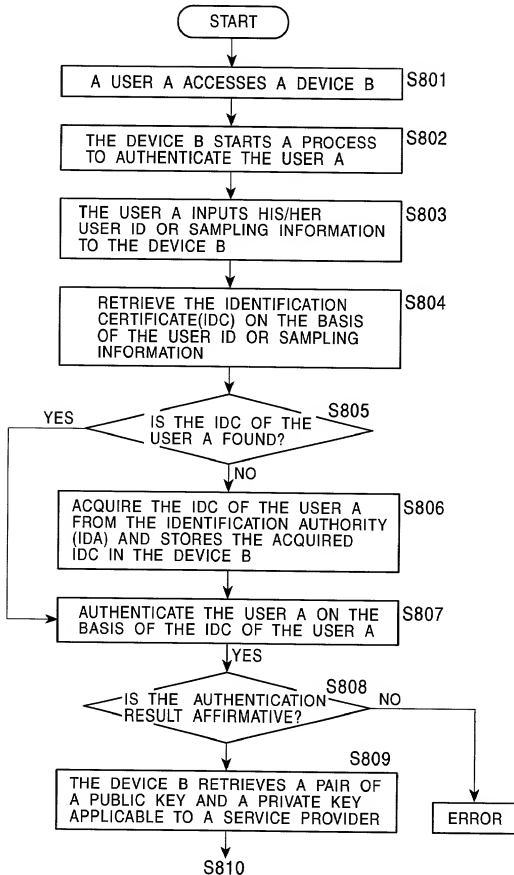 START
A USER A ACCESSES A DEVICE B
S801
THE DEVICE B STARTS A PROCESS
TO AUTHENTICATE THE USER A
S802
THE USER A INPUTS HIS/HER
USER ID OR SAMPLING INFORMATION
TO THE DEVICE B
S803
RETRIEVE THE IDENTIFICATION
CERTIFICATE(IDC) ON THE BASIS
OF THE USER ID OR SAMPLING
INFORMATION
S804
YES
IS THE IDC OF THE
USER A FOUND?
S805
NO
ACQUIRE THE IDC OF THE USER A
FROM THE IDENTIFICATION AUTHORITY
(IDA) AND STORES THE ACQUIRED
IDC IN THE DEVICE B
S806
AUTHENTICATE THE USER A ON THE
BASIS OF THE IDC OF THE USER A
S807
YES
IS THE AUTHENTICATION
RESULT AFFIRMATIVE?
S808
NO
S809
THE DEVICE B RETRIEVES A PAIR OF
A PUBLIC KEY AND A PRIVATE KEY
APPLICABLE TO A SERVICE PROVIDER
ERROR
S810